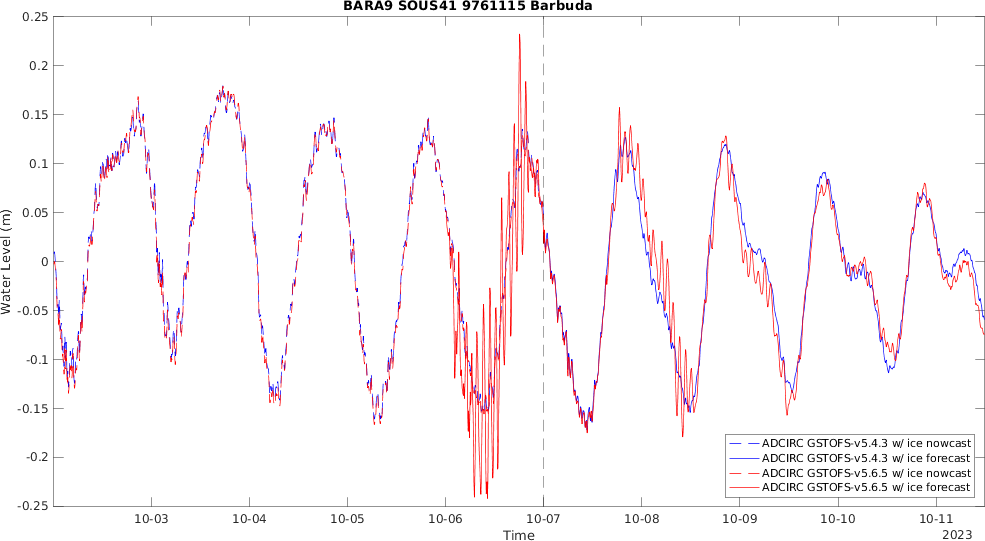 BARA9 SOUS41 9761115 Barbuda
0.25
0.2
0.15
0.1
0.05
0
-0.05
-0.1
-0.15
-0.2
-0.25
Water Level (m)
ADCIRC GSTOFS-v5.4.3 w/ ice nowcast
ADCIRC GSTOFS-v5.4.3 w/ ice forecast
ADCIRC GSTOFS-v5.6.5 w/ ice nowcast
ADCIRC GSTOFS-v5.6.5 w/ ice forecast
10-03 10-04 10-05 10-06 10-07 10-08 10-09 10-10 10-11
Time
2023